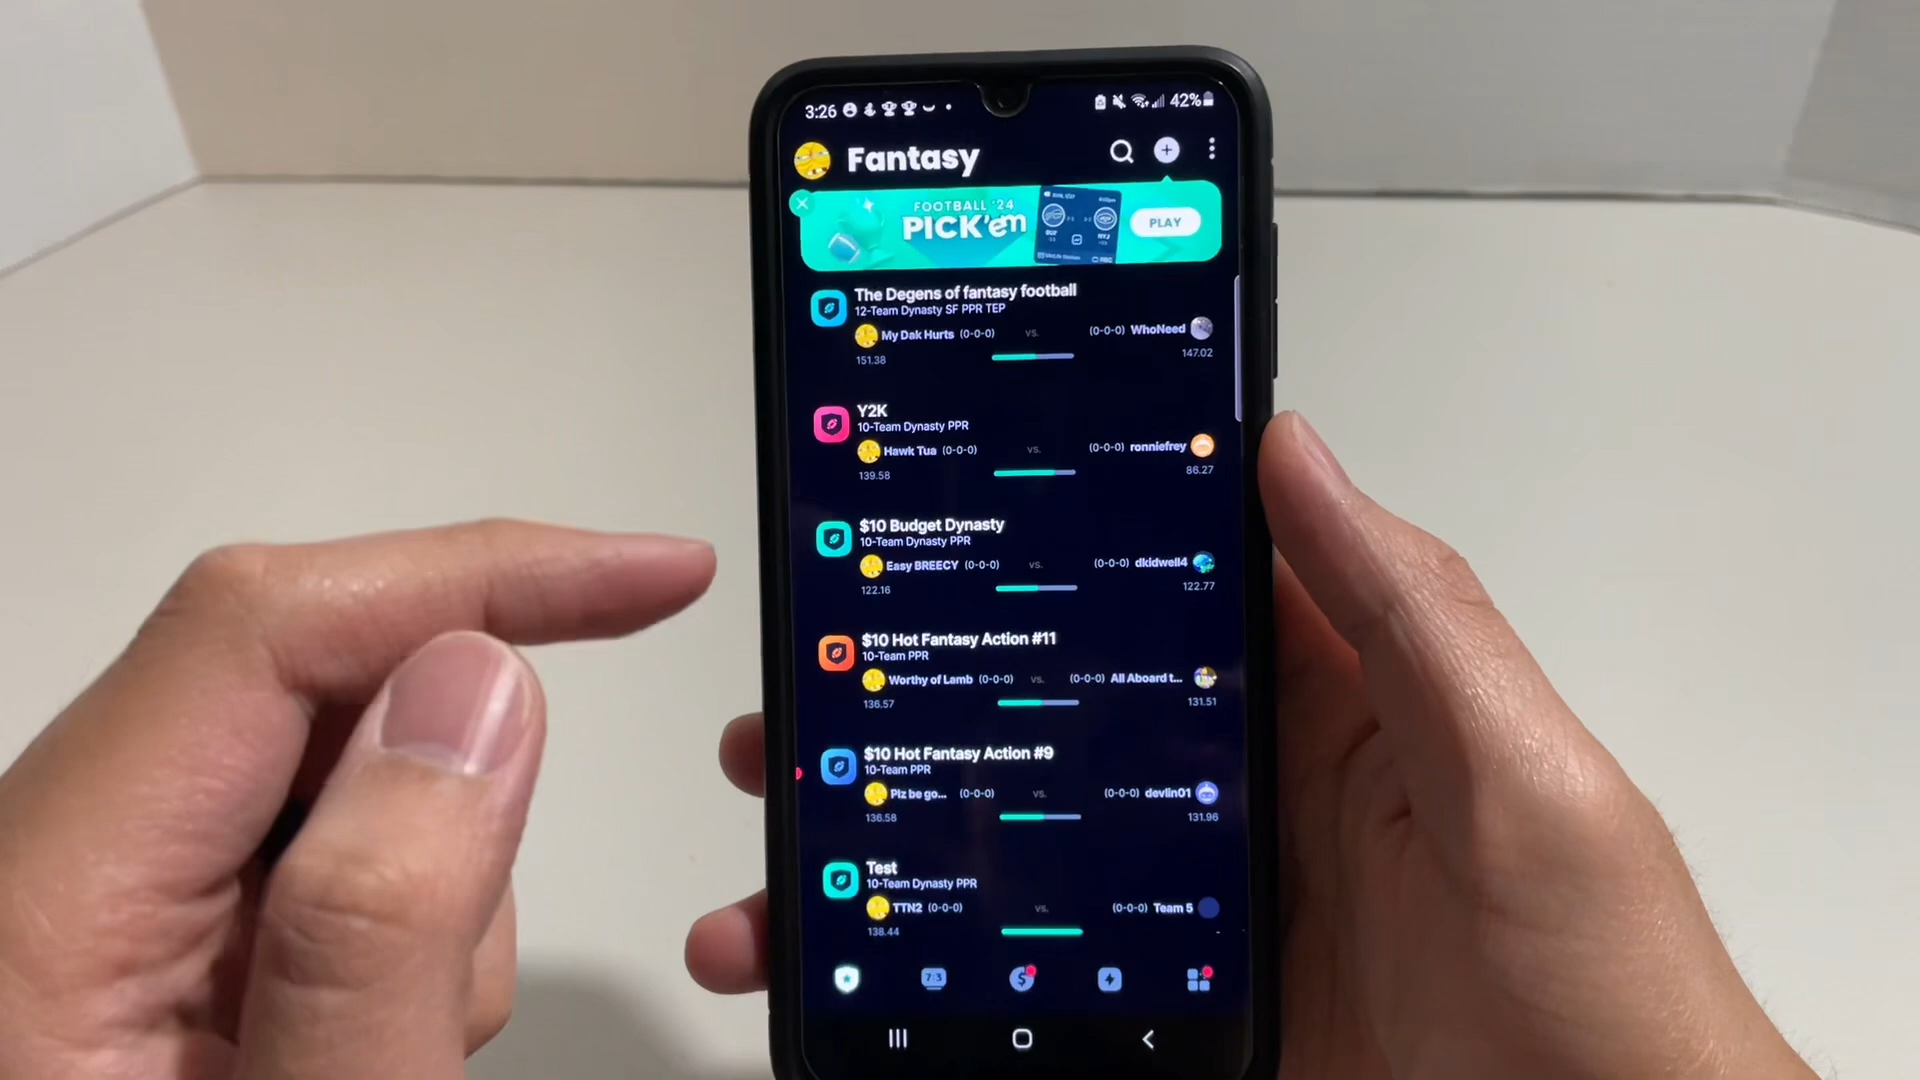 3:26
42%
Fantasy
FOOTBALL '24
PICK'em
PLAY
The Degens of fantasy football
12-Team Dynasty SF PPR TEP
My Dak Hurts (0-0-0) vs. (0-0-0) WhoNeed
151.38 147.02
Y2K
10-Team Dynasty PPR
Hawk Tua (0-0-0) vs. (0-0-0) ronniefrey
139.58 86.27
$10 Budget Dynasty
10-Team Dynasty PPR
Easy BREECY (0-0-0) vs. (0-0-0) dkidwell4
122.16 122.77
$10 Hot Fantasy Action #11
10-Team PPR
Worthy of Lamb (0-0-0) vs. (0-0-0) All Aboard t...
136.57 131.51
$10 Hot Fantasy Action #9
10-Team PPR
Plz be go... (0-0-0) vs. (0-0-0) devlin01
136.58 131.96
Test
10-Team Dynasty PPR
TTN2 (0-0-0) vs. (0-0-0) Team 5
138.44 -
7:3